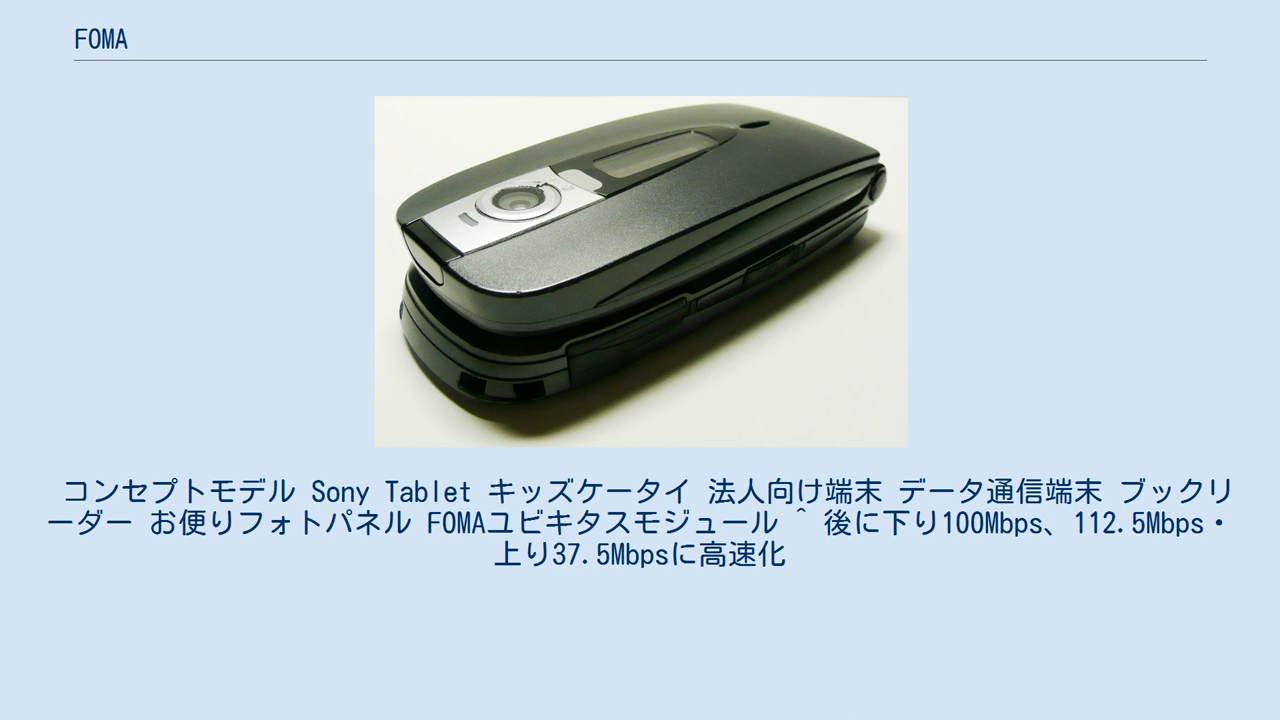 FOMA
コンセプトモデル Sony Tablet キッズケータイ 法人向け端末 データ通信端末 ブックリ
ーダー お便りフォトパネル FOMAユビキタスモジュール ^ 後に下り100Mbps、112.5Mbps・
上り37.5Mbpsに高速化